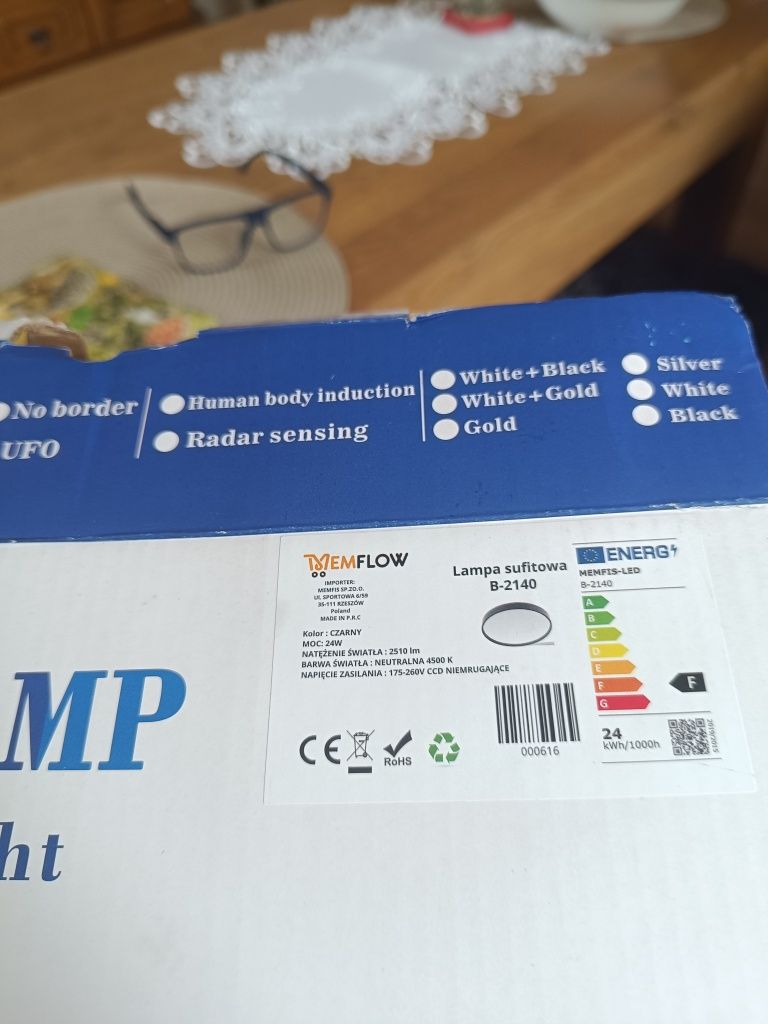 No border
UFO
Human body induction
Radar sensing
White+Black
White+Gold
Gold
Silver
White
Black
MEMFLOW
IMPORTER:
MEMFIS SP.ZO.O.
UL. SPORTOWA 6/59
35-111 RZESZÓW
Poland
MADE IN P.R.C
Lampa sufitowa
B-2140
Kolor : CZARNY
MOC: 24W
NATĘŻENIE ŚWIATŁA : 2510 lm
BARWA ŚWIATŁA : NEUTRALNA 4500 K
NAPIĘCIE ZASILANIA : 175-260V CCD NIEMRUGAJĄCE
CE
RoHS
000616
ENERG
MEMFIS-LED
B-2140
A
B
C
D
E
F
G
F
24
kWh/1000h
2019/2015
MP
ht